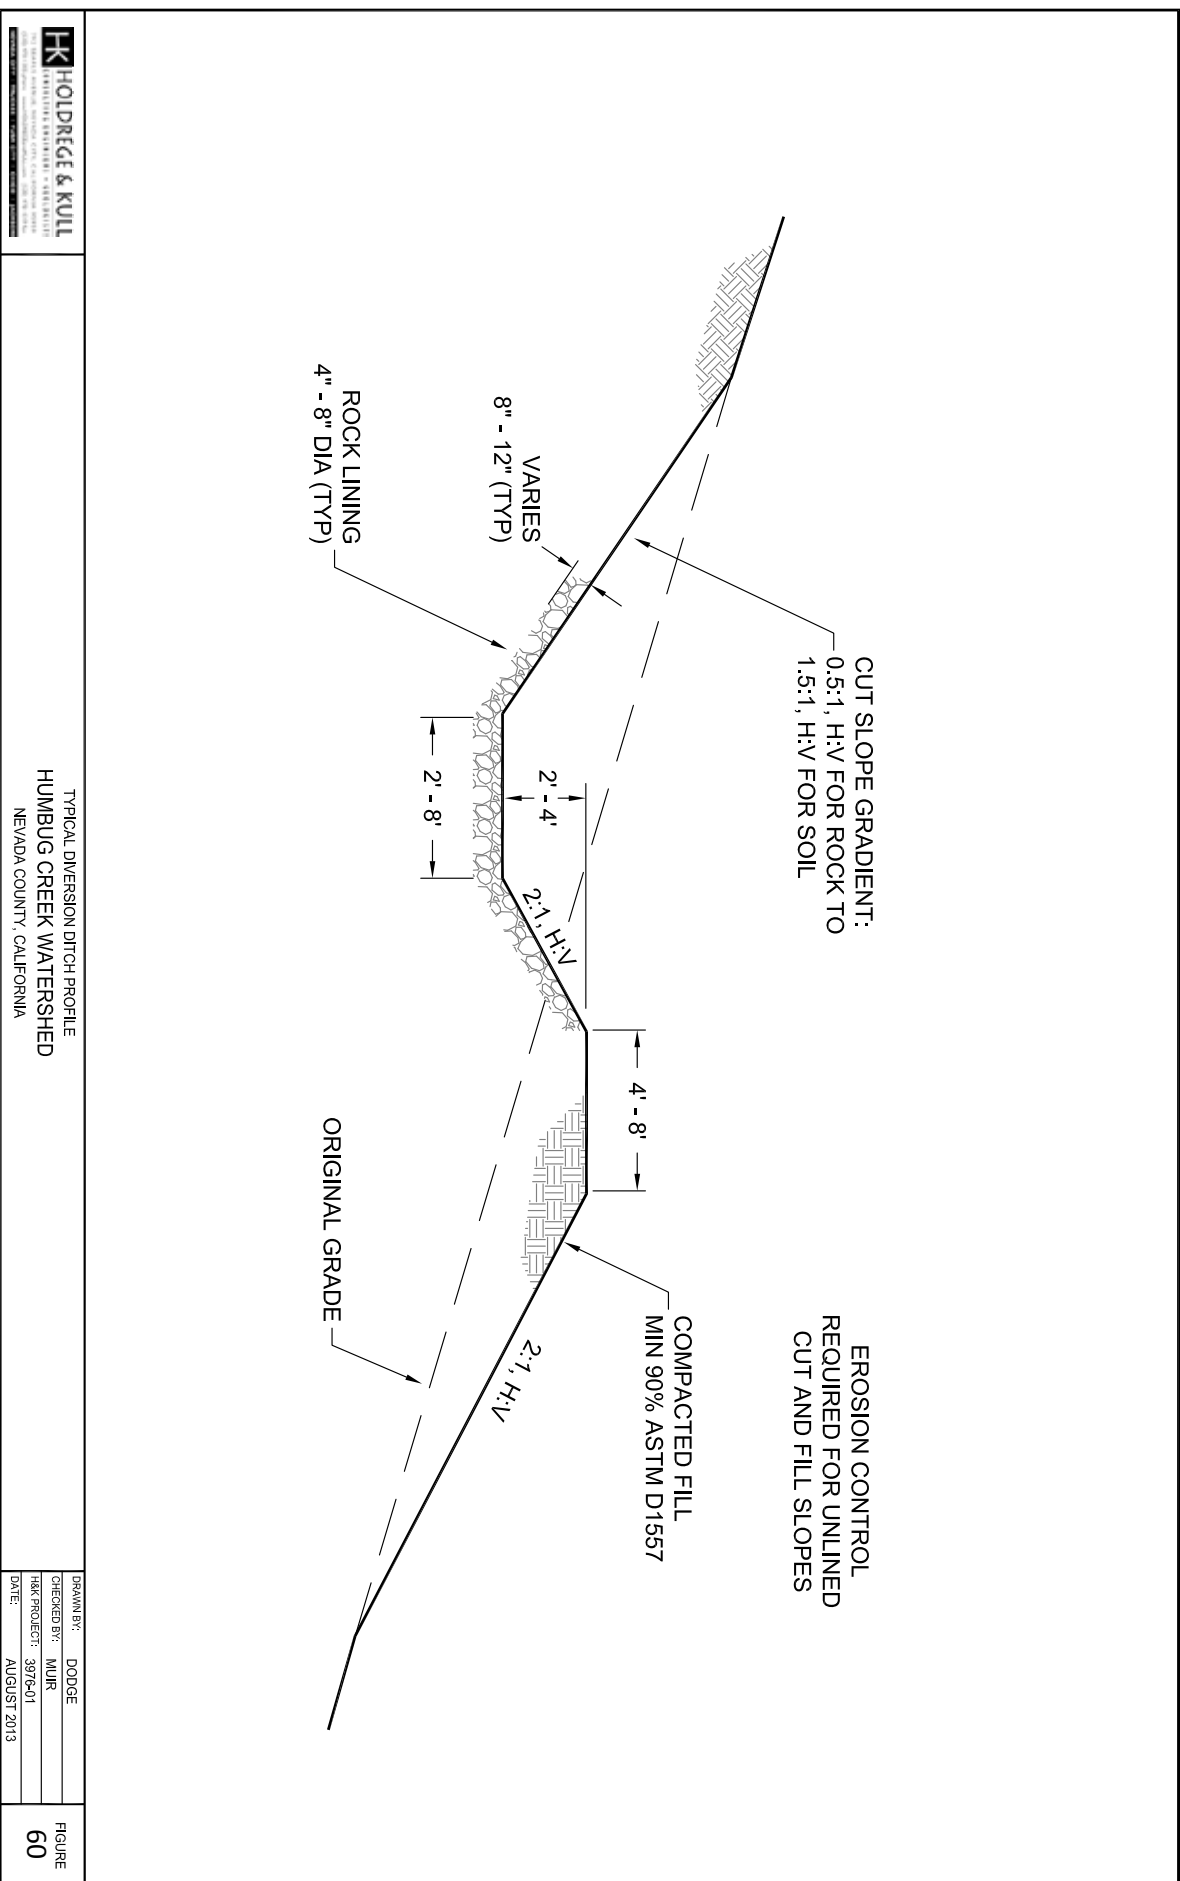 CUT SLOPE GRADIENT:
0.5:1, H:V FOR ROCK TO
1.5:1, H:V FOR SOIL
EROSION CONTROL
REQUIRED FOR UNLINED
CUT AND FILL SLOPES
COMPACTED FILL
MIN 90% ASTM D1557
4' - 8'
2' - 4'
2:1, H:V
VARIES
8" - 12" (TYP)
2' - 8'
2:1, H:V
ROCK LINING
4" - 8" DIA (TYP)
ORIGINAL GRADE
HK HOLDREGE & KULL
CONSULTING ENGINEERS • GEOLOGISTS
TYPICAL DIVERSION DITCH PROFILE
HUMBUG CREEK WATERSHED
NEVADA COUNTY, CALIFORNIA
DRAWN BY: DODGE
CHECKED BY: MUIR
H&K PROJECT: 3976-01
DATE: AUGUST 2013
FIGURE
60